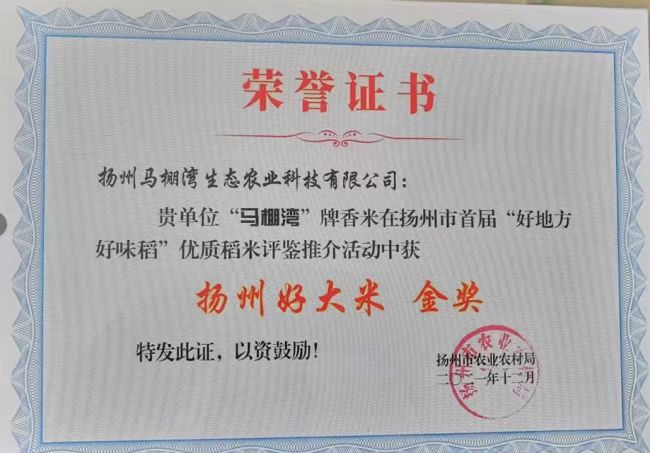 荣誉证书
扬州马棚湾生态农业科技有限公司：
贵单位“马棚湾”牌香米在扬州市首届“好地方
好味稻”优质稻米评鉴推介活动中获
扬州好大米 金奖
特发此证，以资鼓励！
扬州市农业农村局
二〇二一年十二月